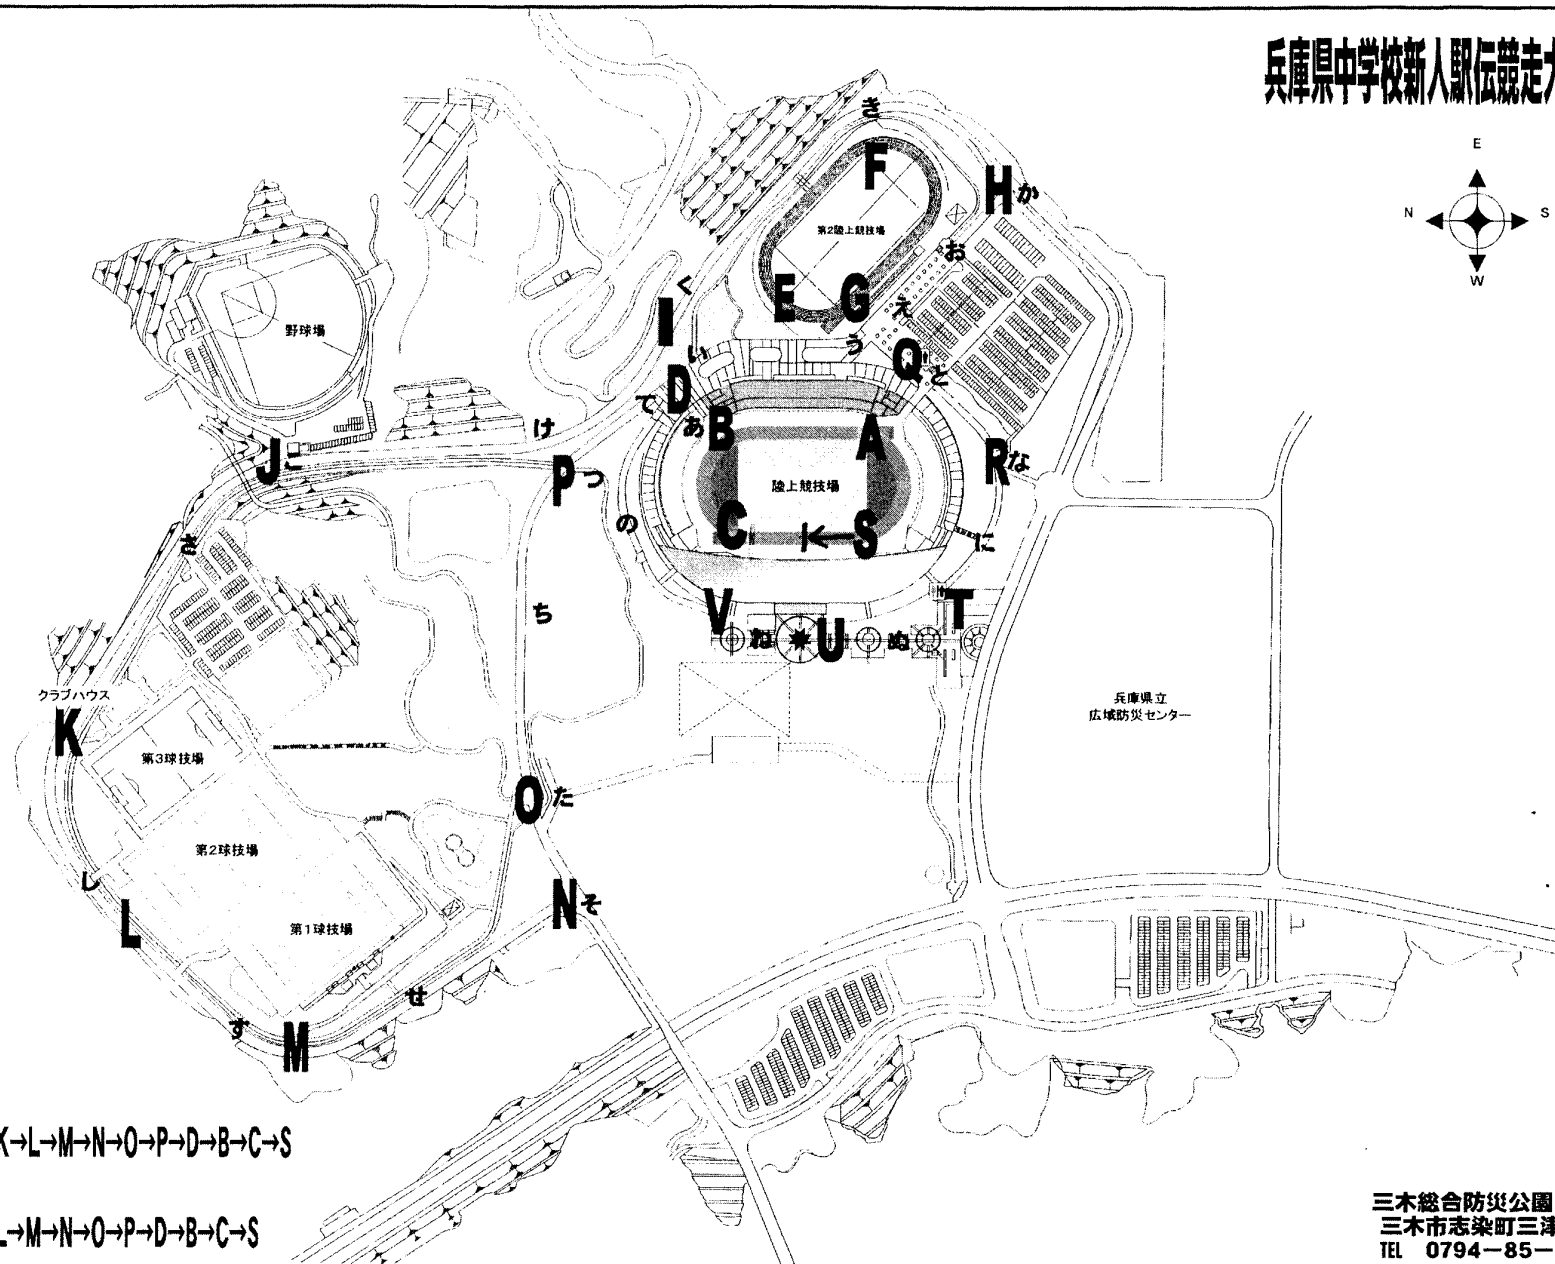 兵庫県中学校新人駅伝競走大
E
N
S
W
き
F
H
か
第2陸上競技場
お
く
E
G
え
I
野球場
う
い
Q
と
D
て
あ
B
A
け
J
こ
P
つ
R
な
陸上競技場
の
C
S
に
さ
ち
V
ね
U
ぬ
T
クラブハウス
K
兵庫県立
広域防災センター
第3球技場
O
た
第2球技場
し
L
N
そ
第1球技場
せ
す
M
K→L→M→N→O→P→D→B→C→S
L→M→N→O→P→D→B→C→S
三木総合防災公園
三木市志染町三津
TEL 0794－85－